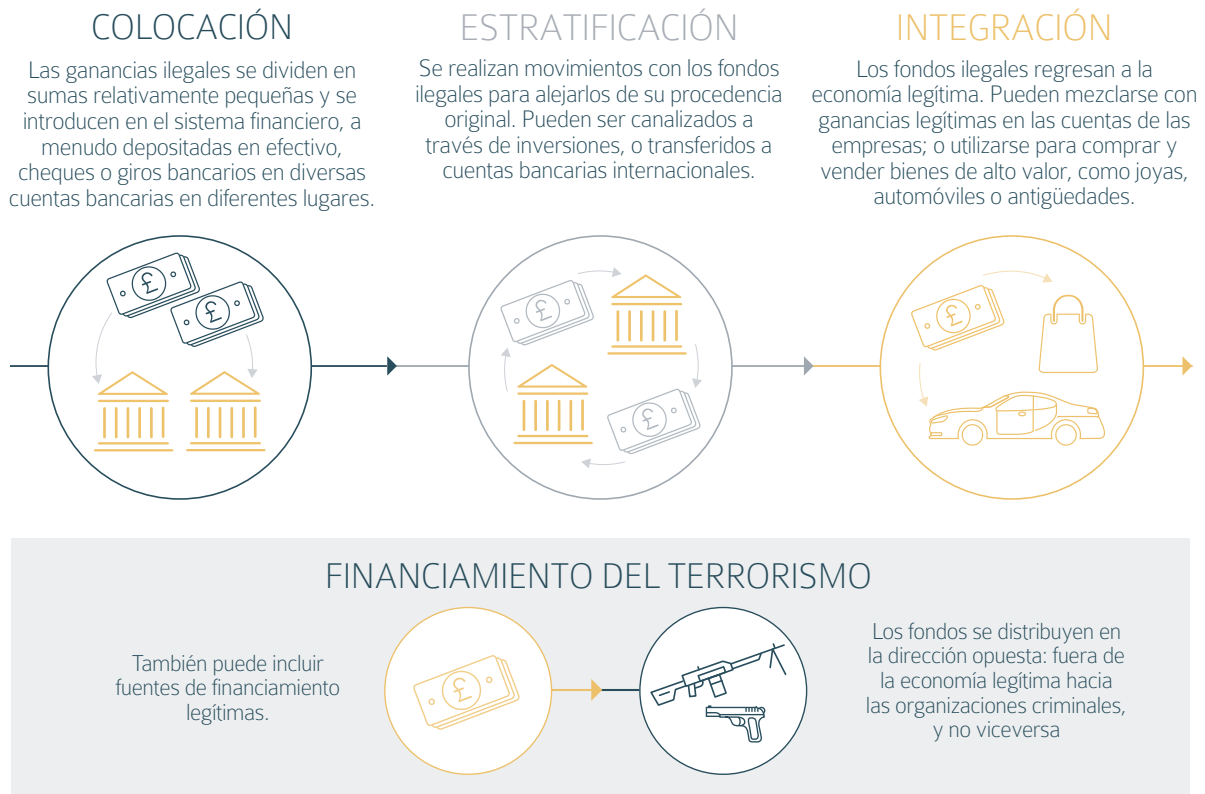 COLOCACIÓN
Las ganancias ilegales se dividen en
sumas relativamente pequeñas y se
introducen en el sistema financiero, a
menudo depositadas en efectivo,
cheques o giros bancarios en diversas
cuentas bancarias en diferentes lugares.
£
£
ESTRATIFICACIÓN
Se realizan movimientos con los fondos
ilegales para alejarlos de su procedencia
original. Pueden ser canalizados a
través de inversiones, o transferidos a
cuentas bancarias internacionales.
£
£
INTEGRACIÓN
Los fondos ilegales regresan a la
economía legítima. Pueden mezclarse con
ganancias legítimas en las cuentas de las
empresas; o utilizarse para comprar y
vender bienes de alto valor, como joyas,
automóviles o antigüedades.
£
FINANCIAMIENTO DEL TERRORISMO
También puede incluir
fuentes de financiamiento
legítimas.
£
Los fondos se distribuyen en
la dirección opuesta: fuera de
la economía legítima hacia
las organizaciones criminales,
y no viceversa